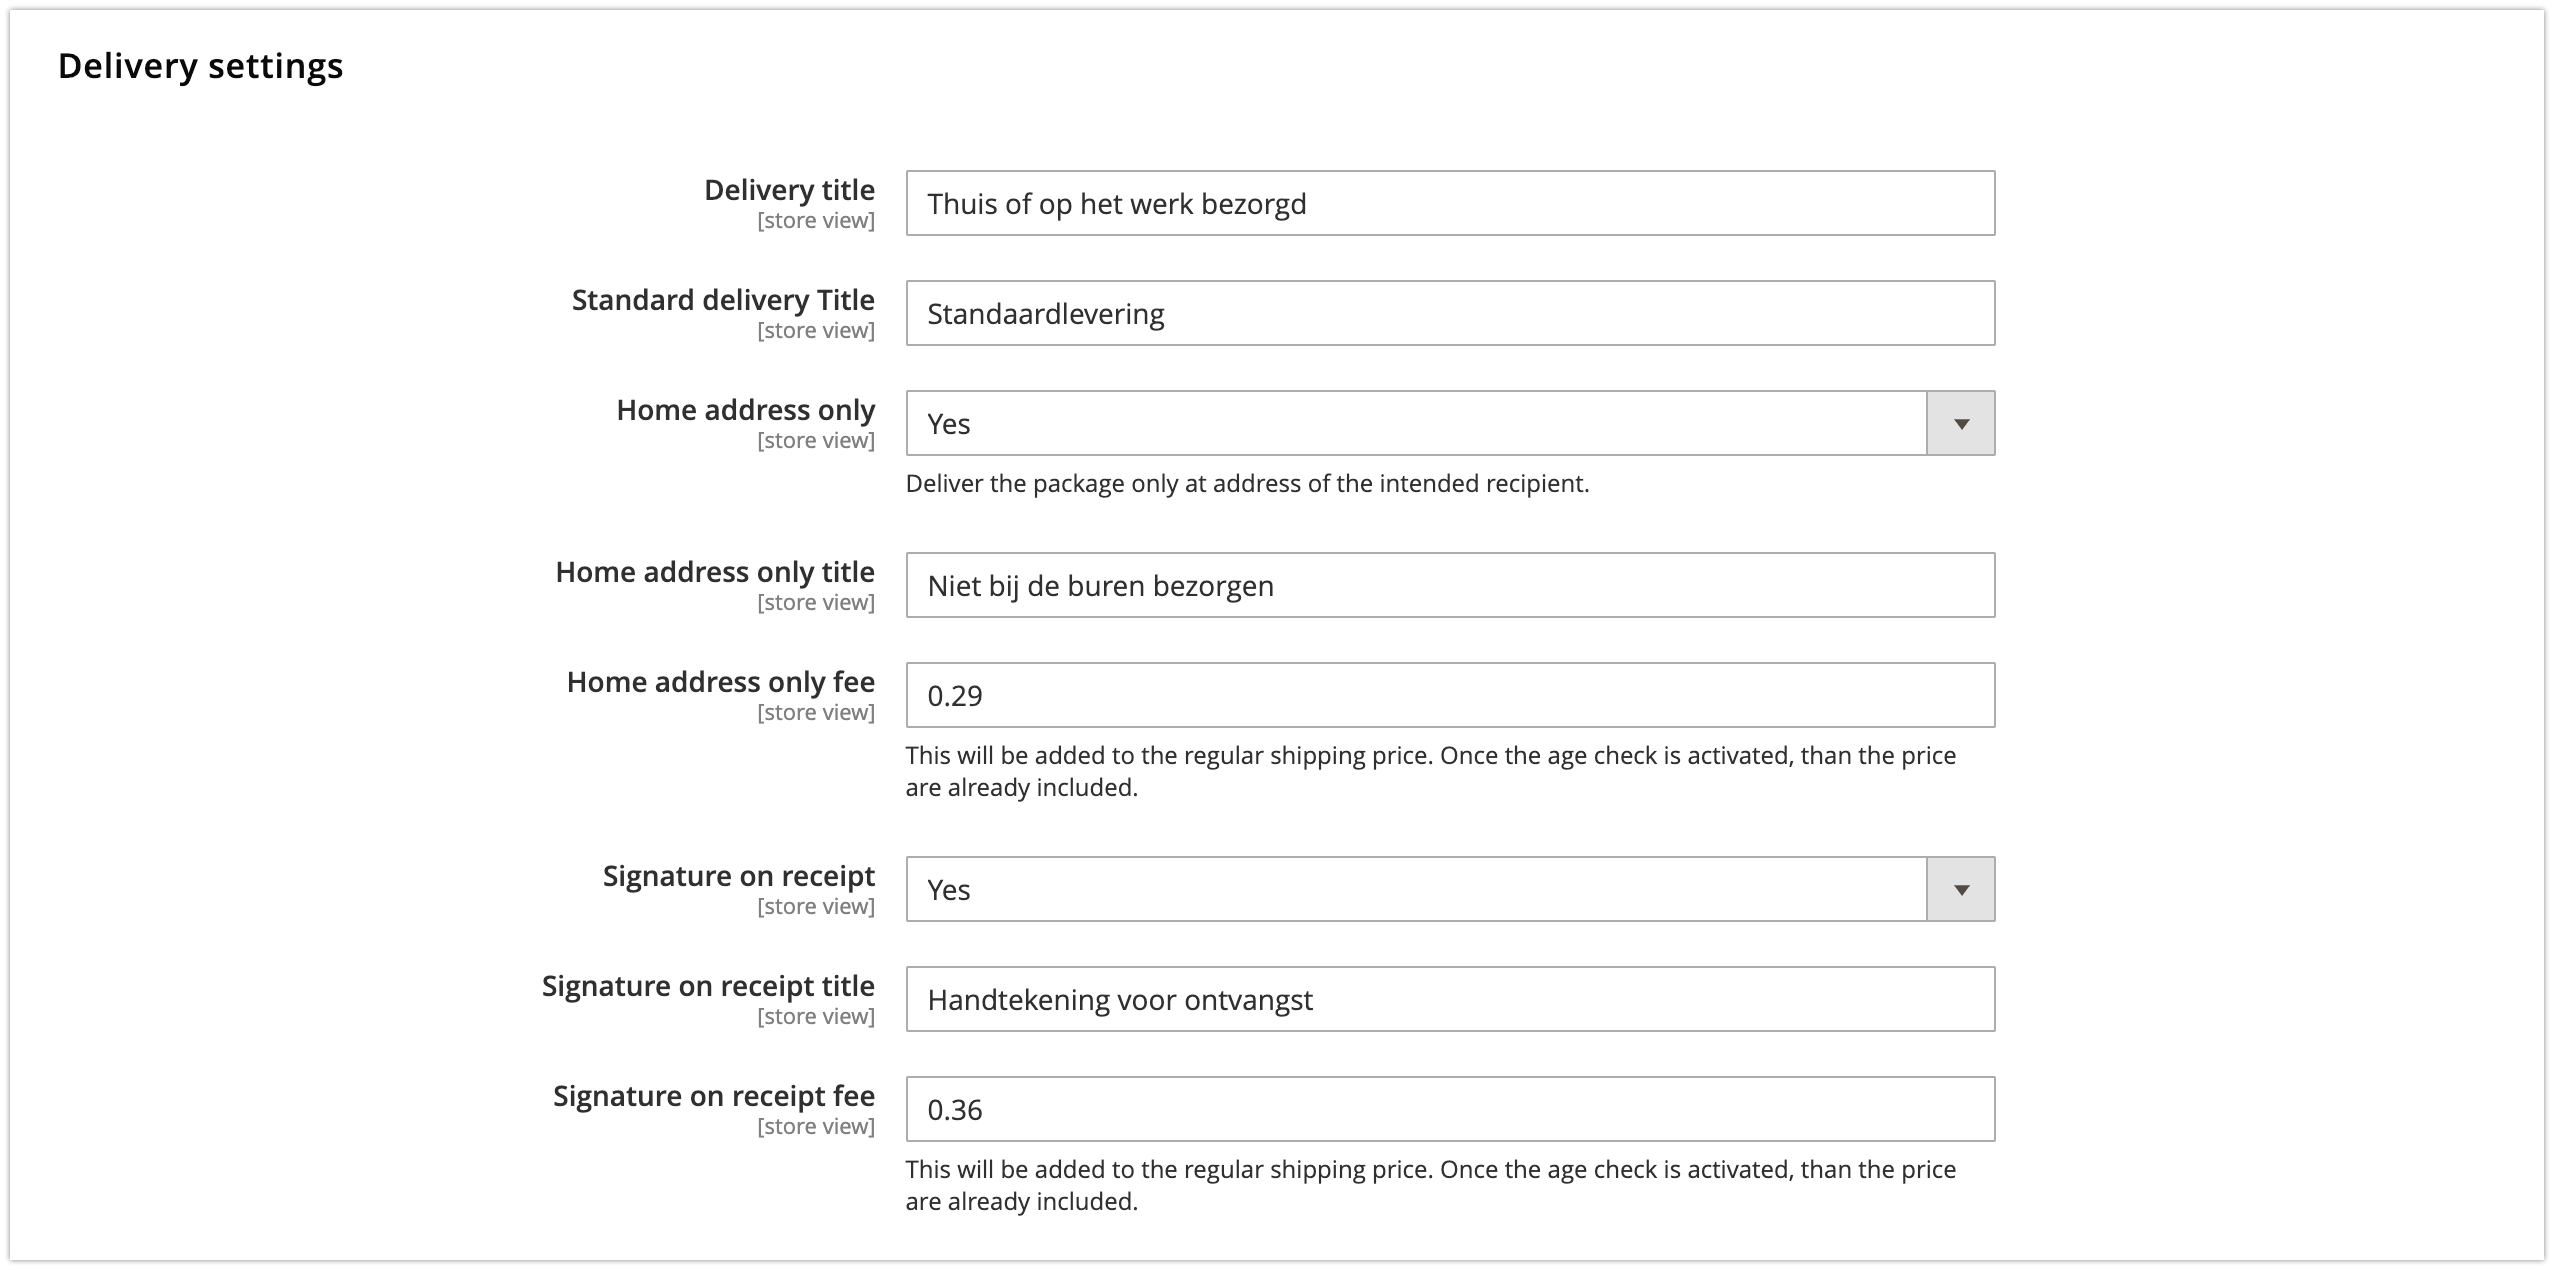 Delivery settings
Delivery title
[store view]
Thuis of op het werk bezorgd
Standard delivery Title
[store view]
Standaardlevering
Home address only
[store view]
Yes
Deliver the package only at address of the intended recipient.
Home address only title
[store view]
Niet bij de buren bezorgen
Home address only fee
[store view]
0.29
This will be added to the regular shipping price. Once the age check is activated, than the price
are already included.
Signature on receipt
[store view]
Yes
Signature on receipt title
[store view]
Handtekening voor ontvangst
Signature on receipt fee
[store view]
0.36
This will be added to the regular shipping price. Once the age check is activated, than the price
are already included.